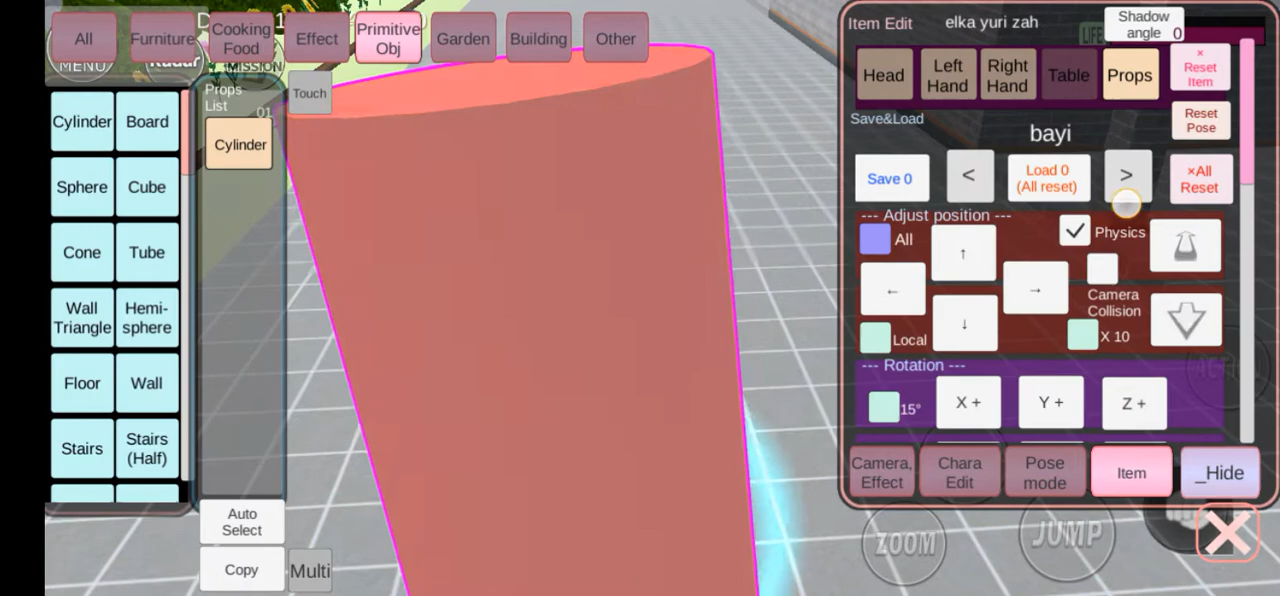 All
Furniture
Cooking
Food
Effect
Primitive
Obj
Garden
Building
Other
MENU
Radar
MISSION
Touch
Props
List
01
Cylinder
Cylinder
Board
Sphere
Cube
Cone
Tube
Wall
Triangle
Hemi-
sphere
Floor
Wall
Stairs
Stairs
(Half)
Auto
Select
Copy
Multi
Item Edit
elka yuri zah
Shadow
angle 0
LIFE
Head
Left
Hand
Right
Hand
Table
Props
×
Reset
Item
Reset
Pose
Save&Load
bayi
Save 0
<
Load 0
(All reset)
>
×All
Reset
--- Adjust position ---
All
↑
Physics
←
→
Camera
Collision
↓
Local
X 10
--- Rotation ---
15°
X +
Y +
Z +
Camera,
Effect
Chara
Edit
Pose
mode
Item
_Hide
ZOOM
JUMP